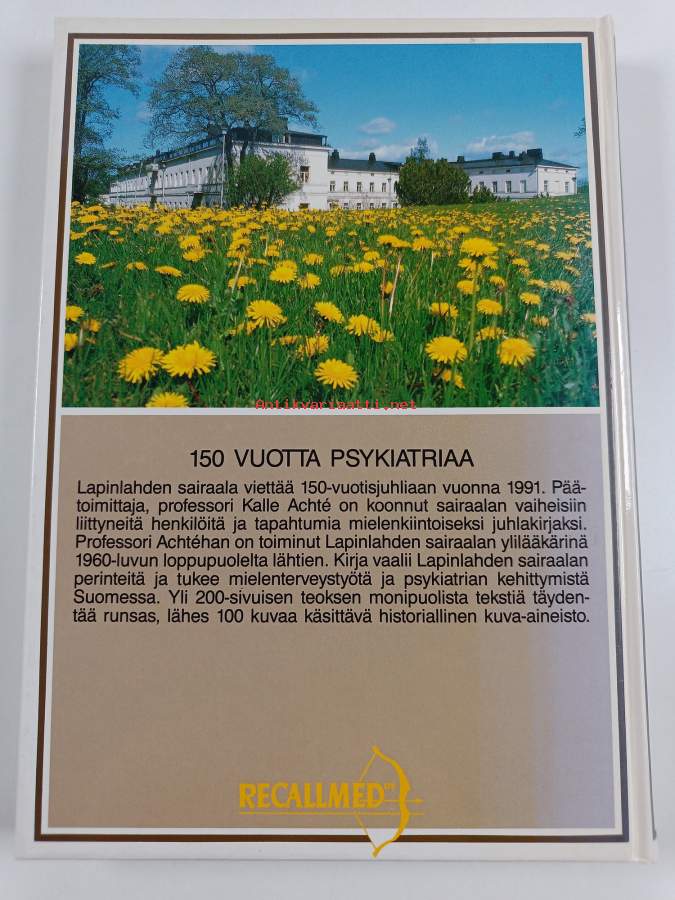 Antikvariaatti.net
150 VUOTTA PSYKIATRIAA
Lapinlahden sairaala viettää 150-vuotisjuhliaan vuonna 1991. Pää-
toimittaja, professori Kalle Achté on koonnut sairaalan vaiheisiin
liittyneitä henkilöitä ja tapahtumia mielenkiintoiseksi juhlakirjaksi.
Professori Achtéhan on toiminut Lapinlahden sairaalan ylilääkärinä
1960-luvun loppupuolelta lähtien. Kirja vaalii Lapinlahden sairaalan
perinteitä ja tukee mielenterveystyötä ja psykiatrian kehittymistä
Suomessa. Yli 200-sivuisen teoksen monipuolista tekstiä täyden-
tää runsas, lähes 100 kuvaa käsittävä historiallinen kuva-aineisto.
RECALLMED